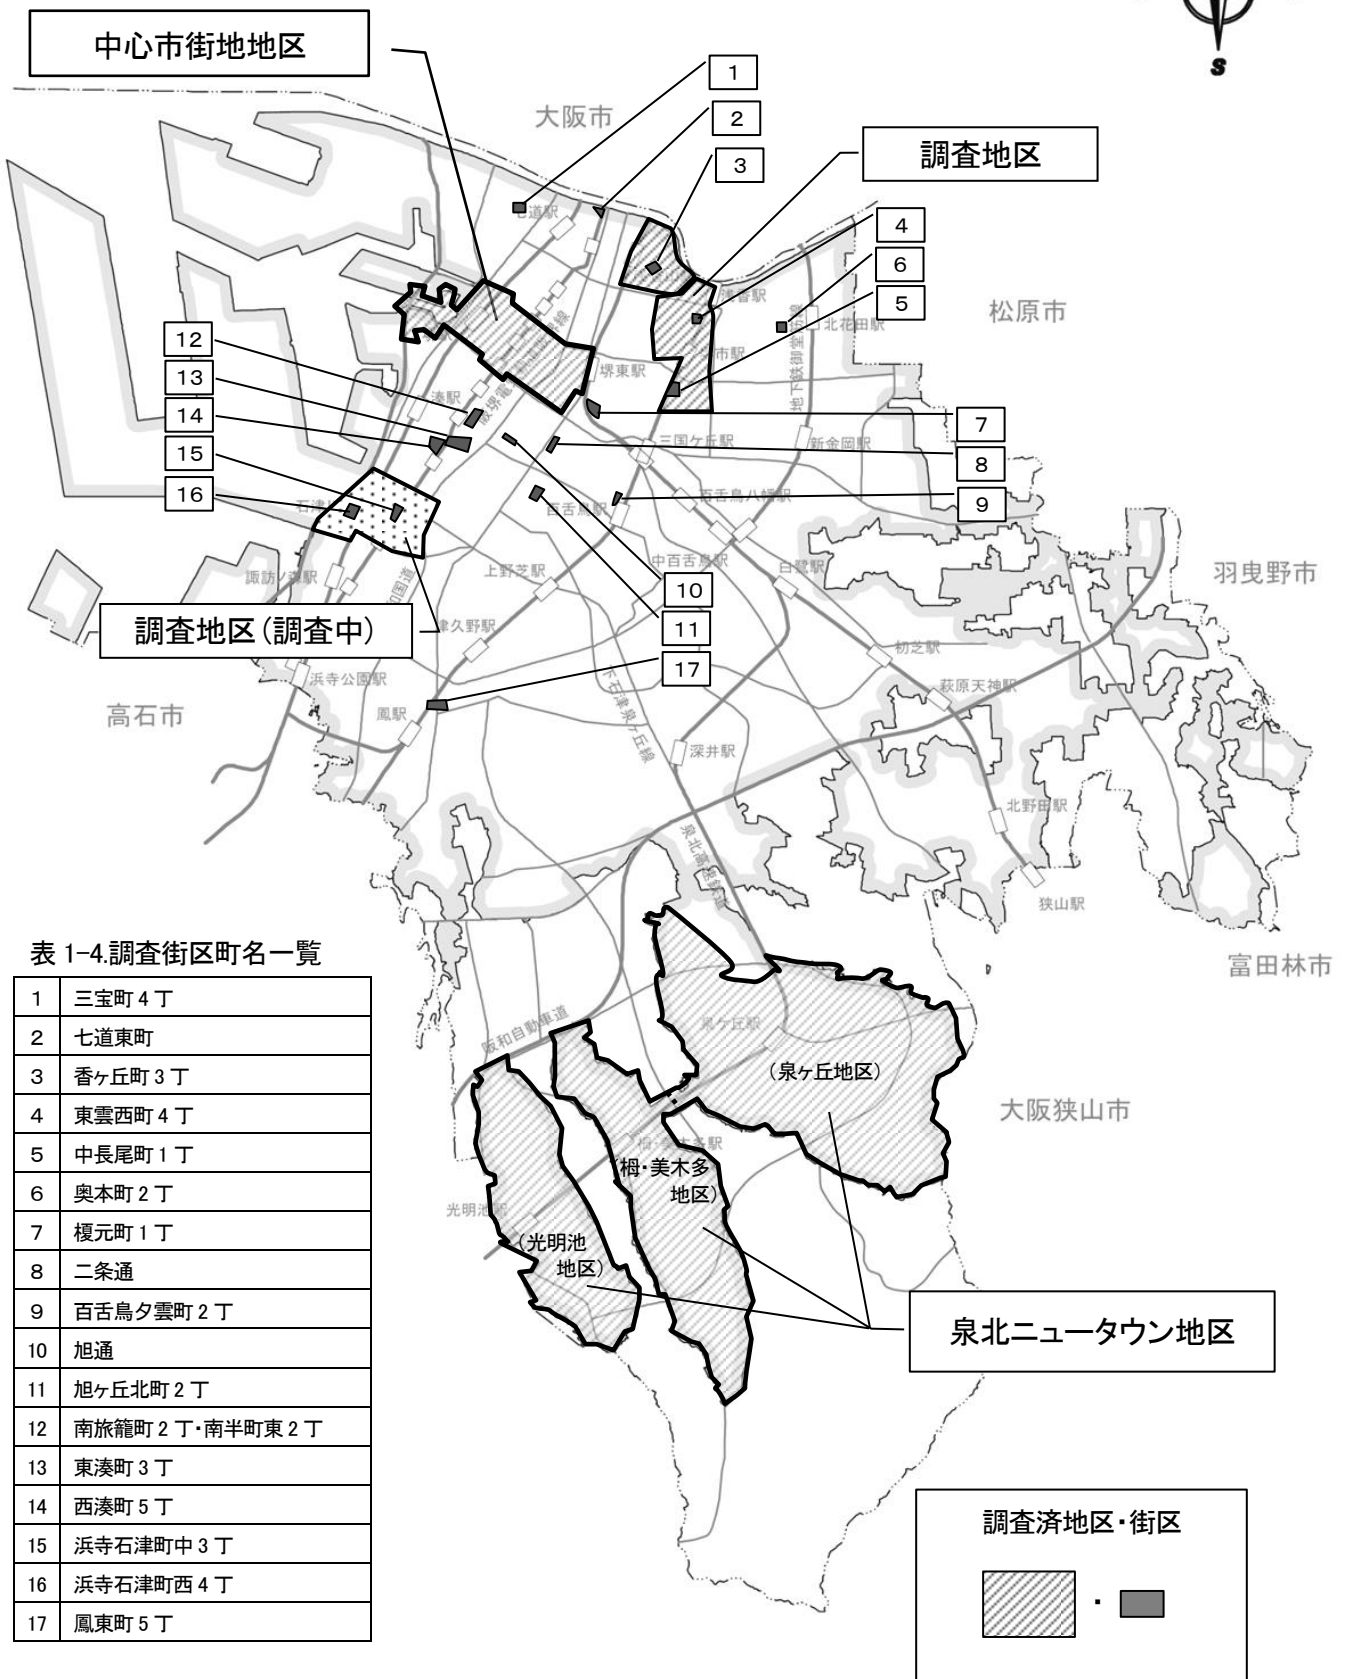 S
中心市街地地区
1
大阪市
2
調査地区
3
七道駅
4
6
浅香駅
松原市
5
北花田駅
12
市駅
堺東駅
13
湊駅
阪堺電
地下鉄御堂
14
7
三国ケ丘駅
新金岡駅
8
15
百舌鳥八幡駅
16
石津
百舌鳥駅
9
中百舌鳥駅
白鷺駅
羽曳野市
上野芝駅
諏訪ノ森駅
10
国道
調査地区(調査中)
津久野駅
11
初芝駅
17
浜寺公園駅
萩原天神駅
高石市
鳳駅
下石津泉ヶ丘線
深井駅
北野田駅
泉北高速鉄道
狭山駅
富田林市
表 1-4.調査街区町名一覧
1 三宝町 4 丁
2 七道東町
3 香ヶ丘町 3 丁
4 東雲西町 4 丁
5 中長尾町 1 丁
6 奥本町 2 丁
7 榎元町 1 丁
8 二条通
9 百舌鳥夕雲町 2 丁
10 旭通
11 旭ヶ丘北町 2 丁
12 南旅籠町 2 丁・南半町東 2 丁
13 東湊町 3 丁
14 西湊町 5 丁
15 浜寺石津町中 3 丁
16 浜寺石津町西 4 丁
17 鳳東町 5 丁
阪和自動車道
泉ケ丘駅
(泉ヶ丘地区)
大阪狭山市
栂・美木多駅
(栂・美木多
地区)
光明池
(光明池
地区)
泉北ニュータウン地区
調査済地区・街区
・